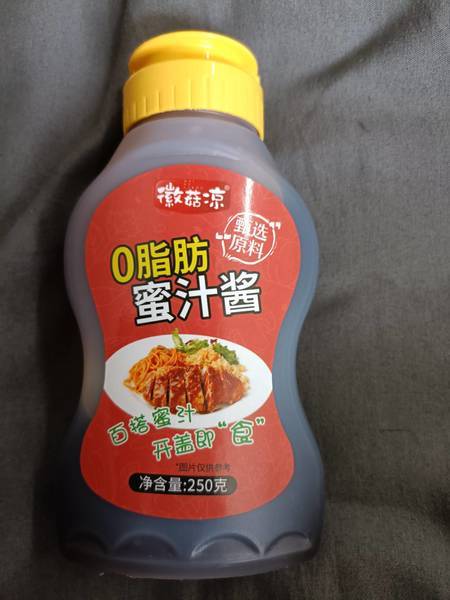 徽菇凉®
甄选
原料
0脂肪
蜜汁酱
百搭蜜汁
开盖即“食”
*图片仅供参考
净含量:250克